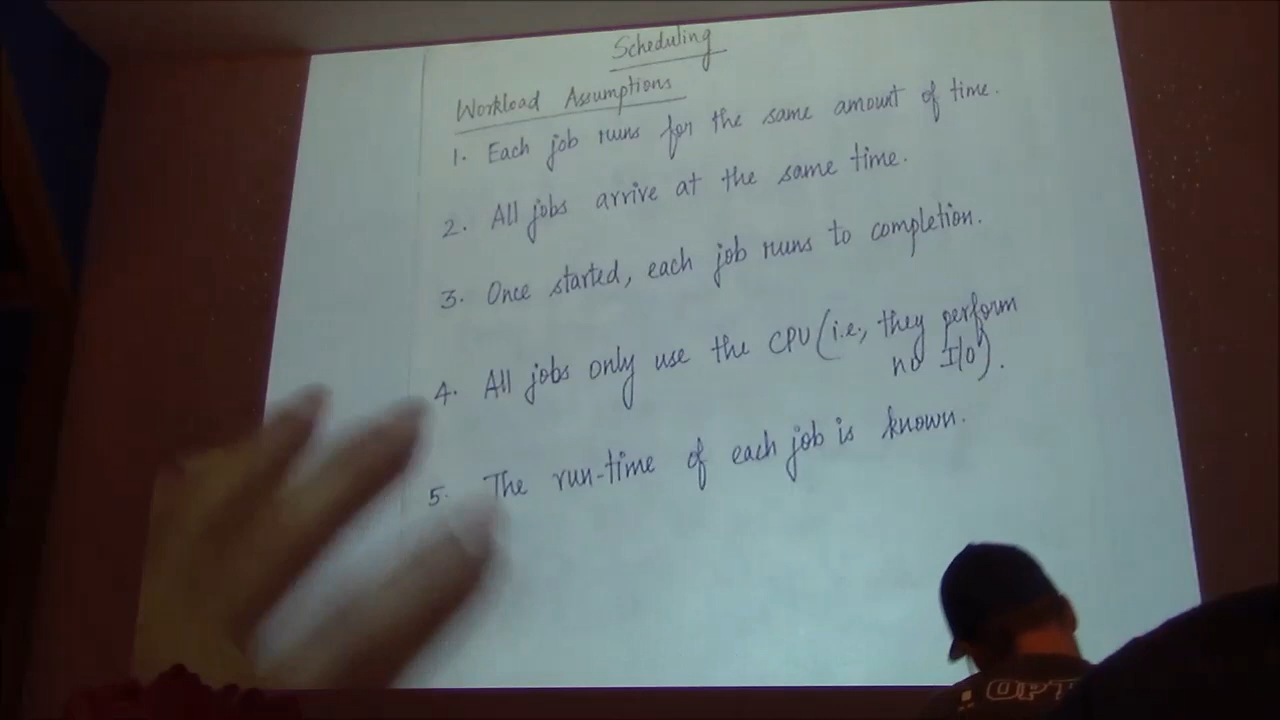 Scheduling
Workload Assumptions
1. Each job runs for the same amount of time.
2. All jobs arrive at the same time.
3. Once started, each job runs to completion.
4. All jobs only use the CPU (i.e., they perform
no I/O).
5. The run-time of each job is known.
OPT